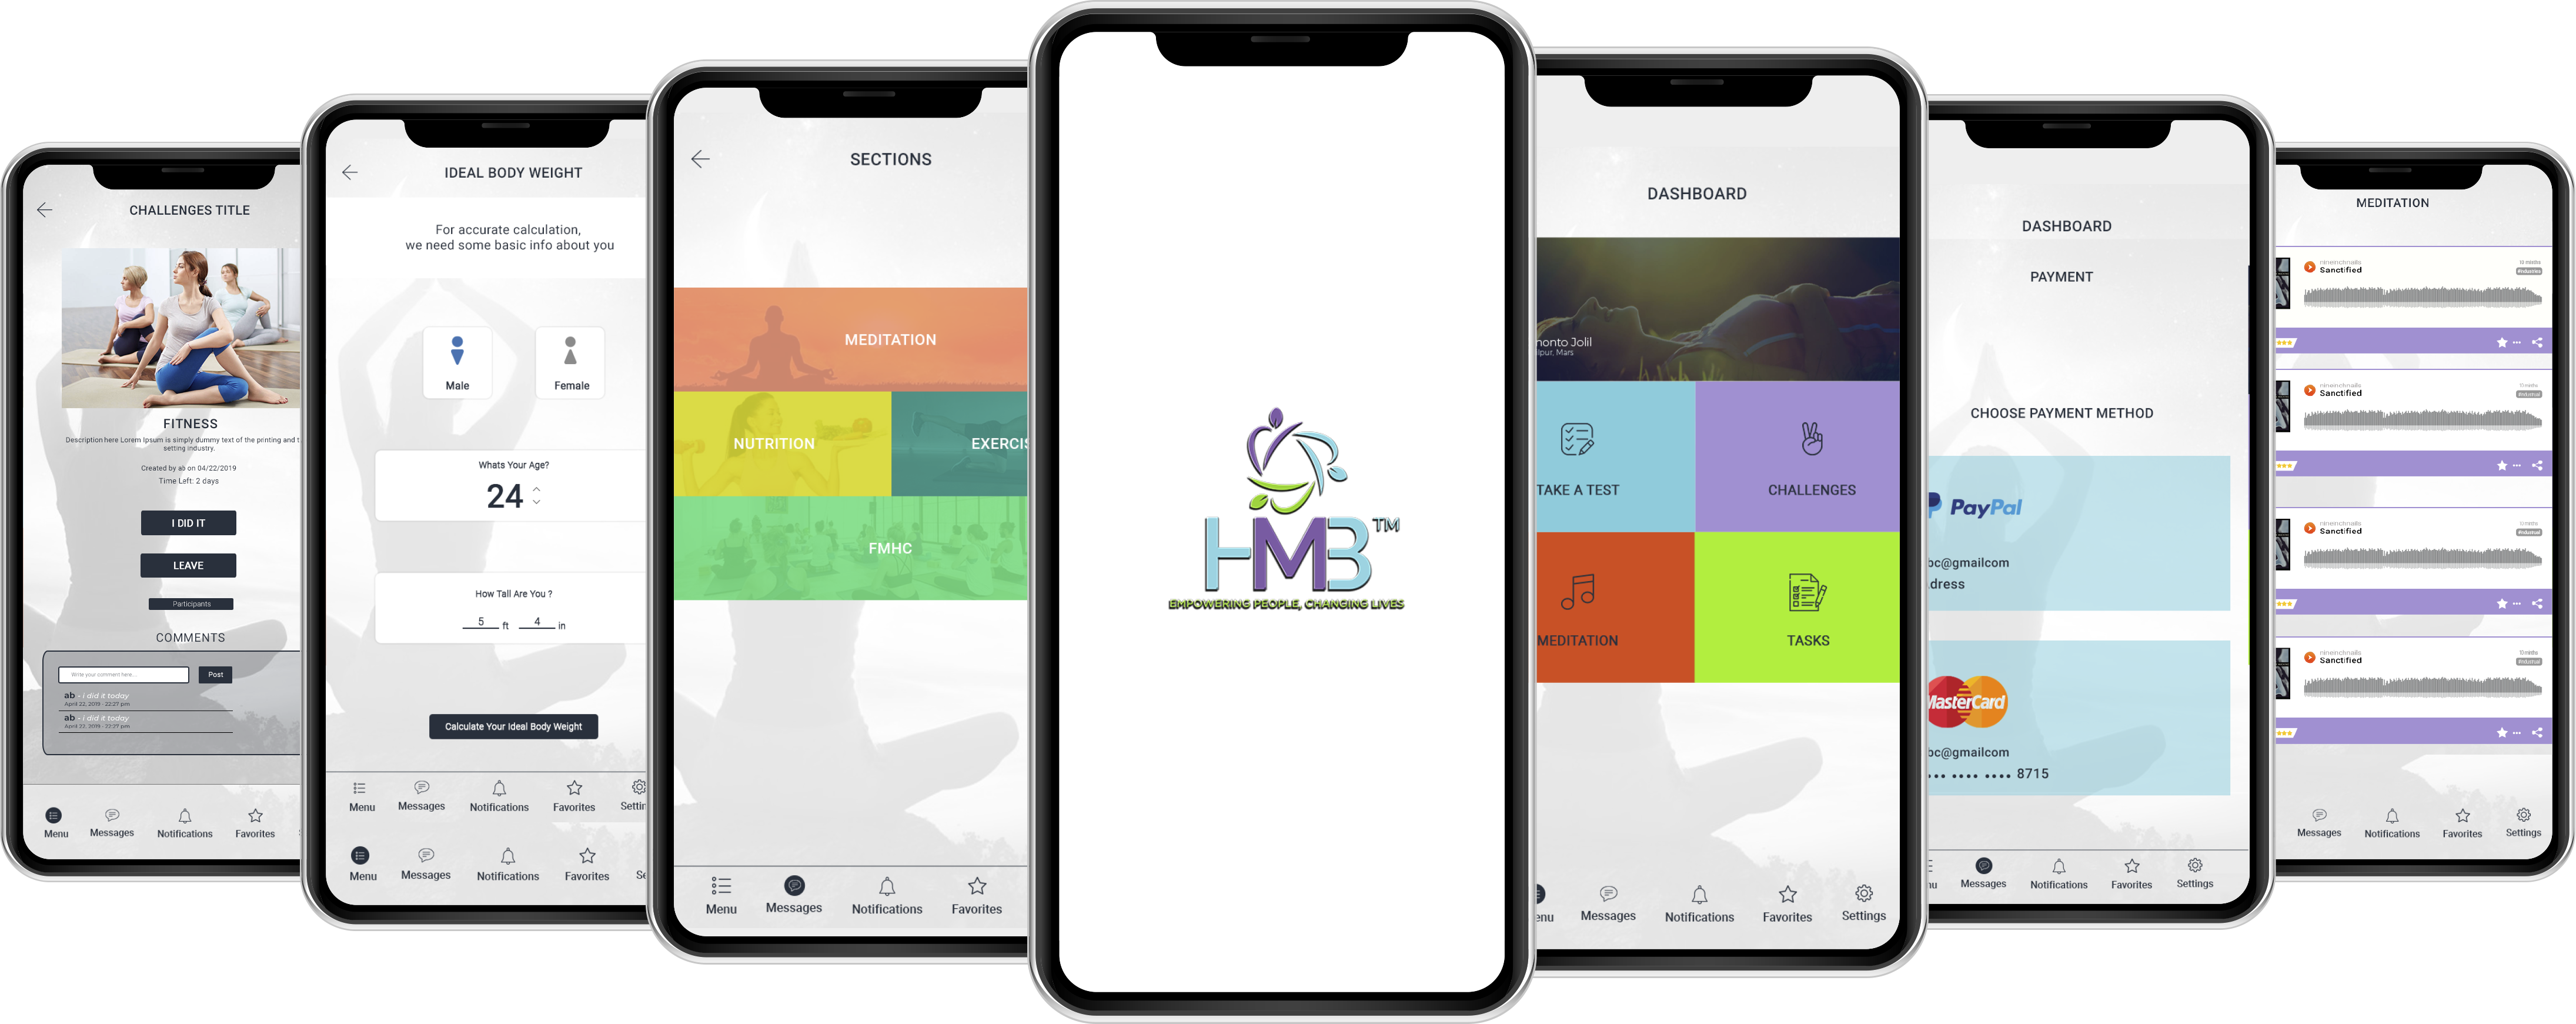 CHALLENGES TITLE
FITNESS
Description here Lorem Ipsum is simply dummy text of the printing and t
setting industry.
Created by ab on 04/22/2019
Time Left: 2 days
I DID IT
LEAVE
Participants
COMMENTS
Write your comment here...
Post
ab - i did it today
April 22, 2019 - 22:27 pm
ab - i did it today
April 22, 2019 - 22:27 pm
Menu Messages Notifications Favorites
IDEAL BODY WEIGHT
For accurate calculation,
we need some basic info about you
Male Female
Whats Your Age?
24
How Tall Are You ?
5 ft 4 in
Calculate Your Ideal Body Weight
Menu Messages Notifications Favorites Settin
Menu Messages Notifications Favorites Se
SECTIONS
MEDITATION
NUTRITION EXERCIS
FMHC
Menu Messages Notifications Favorites
HMB™
EMPOWERING PEOPLE, CHANGING LIVES
DASHBOARD
nonto Jolil
lpur, Mars
TAKE A TEST CHALLENGES
MEDITATION TASKS
enu Messages Notifications Favorites Settings
DASHBOARD
PAYMENT
CHOOSE PAYMENT METHOD
PayPal
bc@gmailcom
dress
MasterCard
bc@gmailcom
•• •••• •••• 8715
nu Messages Notifications Favorites Settings
MEDITATION
nineinchnails
Sanctified
nineinchnails
Sanctified
nineinchnails
Sanctified
nineinchnails
Sanctified
Messages Notifications Favorites Settings